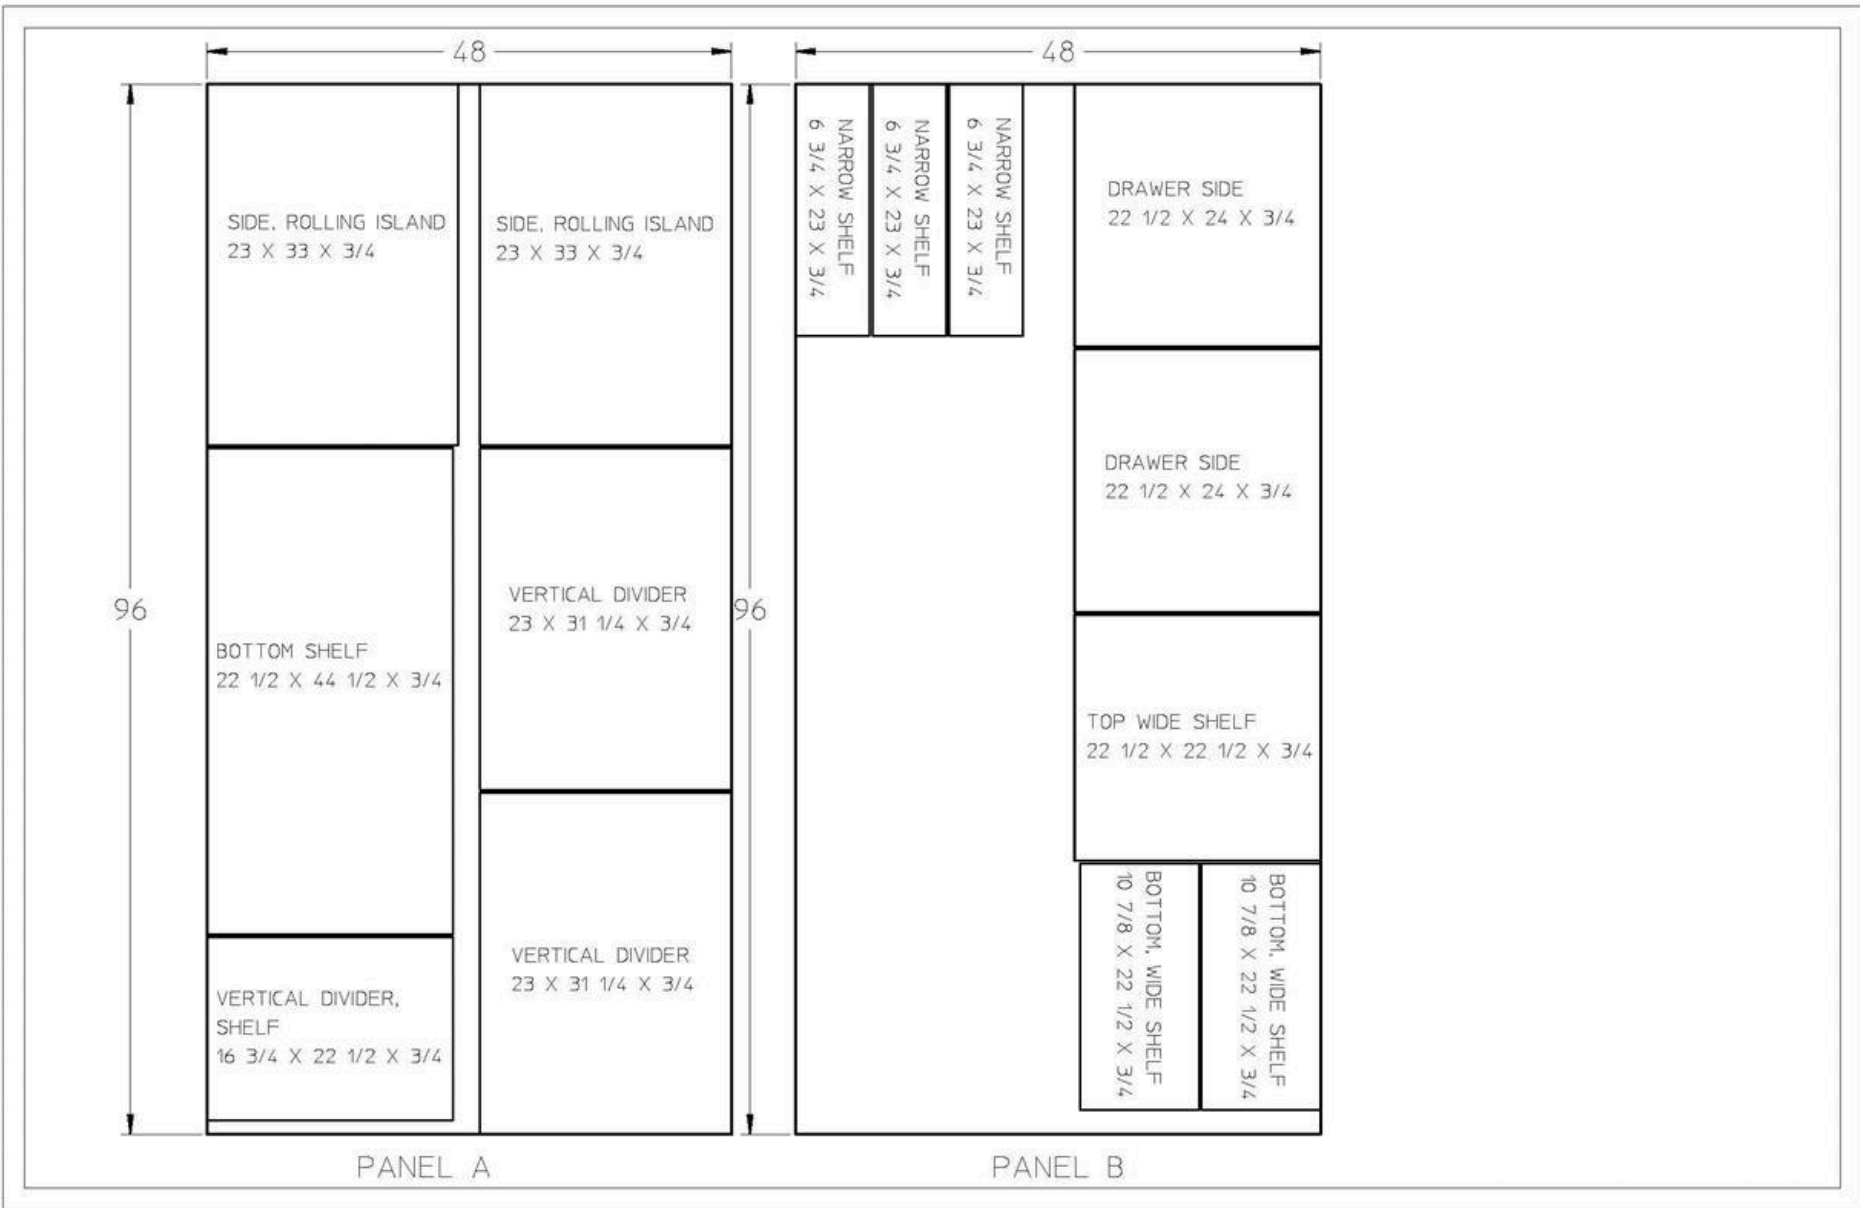 48
48
96
96
SIDE, ROLLING ISLAND
23 X 33 X 3/4
SIDE, ROLLING ISLAND
23 X 33 X 3/4
BOTTOM SHELF
22 1/2 X 44 1/2 X 3/4
VERTICAL DIVIDER
23 X 31 1/4 X 3/4
VERTICAL DIVIDER,
SHELF
16 3/4 X 22 1/2 X 3/4
VERTICAL DIVIDER
23 X 31 1/4 X 3/4
PANEL A
NARROW SHELF
6 3/4 X 23 X 3/4
NARROW SHELF
6 3/4 X 23 X 3/4
NARROW SHELF
6 3/4 X 23 X 3/4
DRAWER SIDE
22 1/2 X 24 X 3/4
DRAWER SIDE
22 1/2 X 24 X 3/4
TOP WIDE SHELF
22 1/2 X 22 1/2 X 3/4
BOTTOM, WIDE SHELF
10 7/8 X 22 1/2 X 3/4
BOTTOM, WIDE SHELF
10 7/8 X 22 1/2 X 3/4
PANEL B